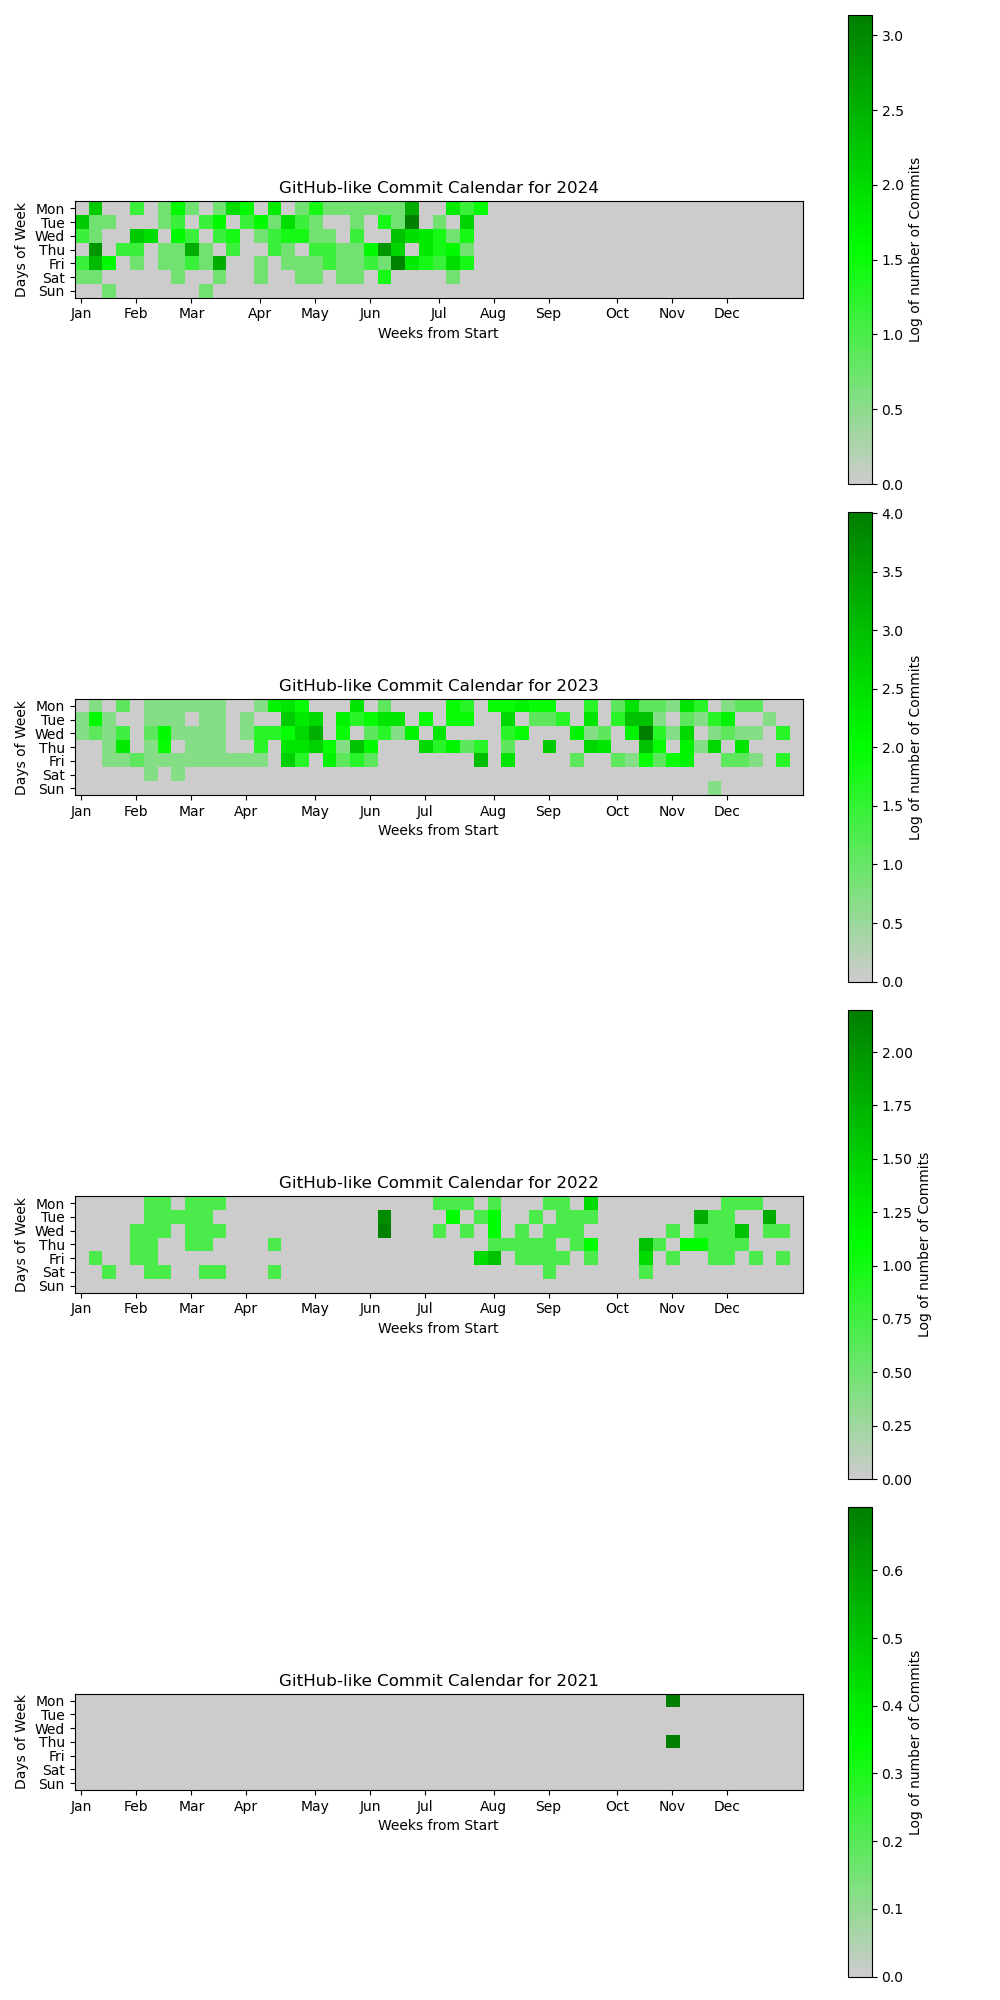 GitHub-like Commit Calendar for 2024
Days of Week
Mon
Tue
Wed
Thu
Fri
Sat
Sun
Jan Feb Mar Apr May Jun Jul Aug Sep Oct Nov Dec
Weeks from Start
3.0
2.5
2.0
1.5
1.0
0.5
0.0
Log of number of Commits
GitHub-like Commit Calendar for 2023
Days of Week
Mon
Tue
Wed
Thu
Fri
Sat
Sun
Jan Feb Mar Apr May Jun Jul Aug Sep Oct Nov Dec
Weeks from Start
4.0
3.5
3.0
2.5
2.0
1.5
1.0
0.5
0.0
Log of number of Commits
GitHub-like Commit Calendar for 2022
Days of Week
Mon
Tue
Wed
Thu
Fri
Sat
Sun
Jan Feb Mar Apr May Jun Jul Aug Sep Oct Nov Dec
Weeks from Start
2.00
1.75
1.50
1.25
1.00
0.75
0.50
0.25
0.00
Log of number of Commits
GitHub-like Commit Calendar for 2021
Days of Week
Mon
Tue
Wed
Thu
Fri
Sat
Sun
Jan Feb Mar Apr May Jun Jul Aug Sep Oct Nov Dec
Weeks from Start
0.6
0.5
0.4
0.3
0.2
0.1
0.0
Log of number of Commits